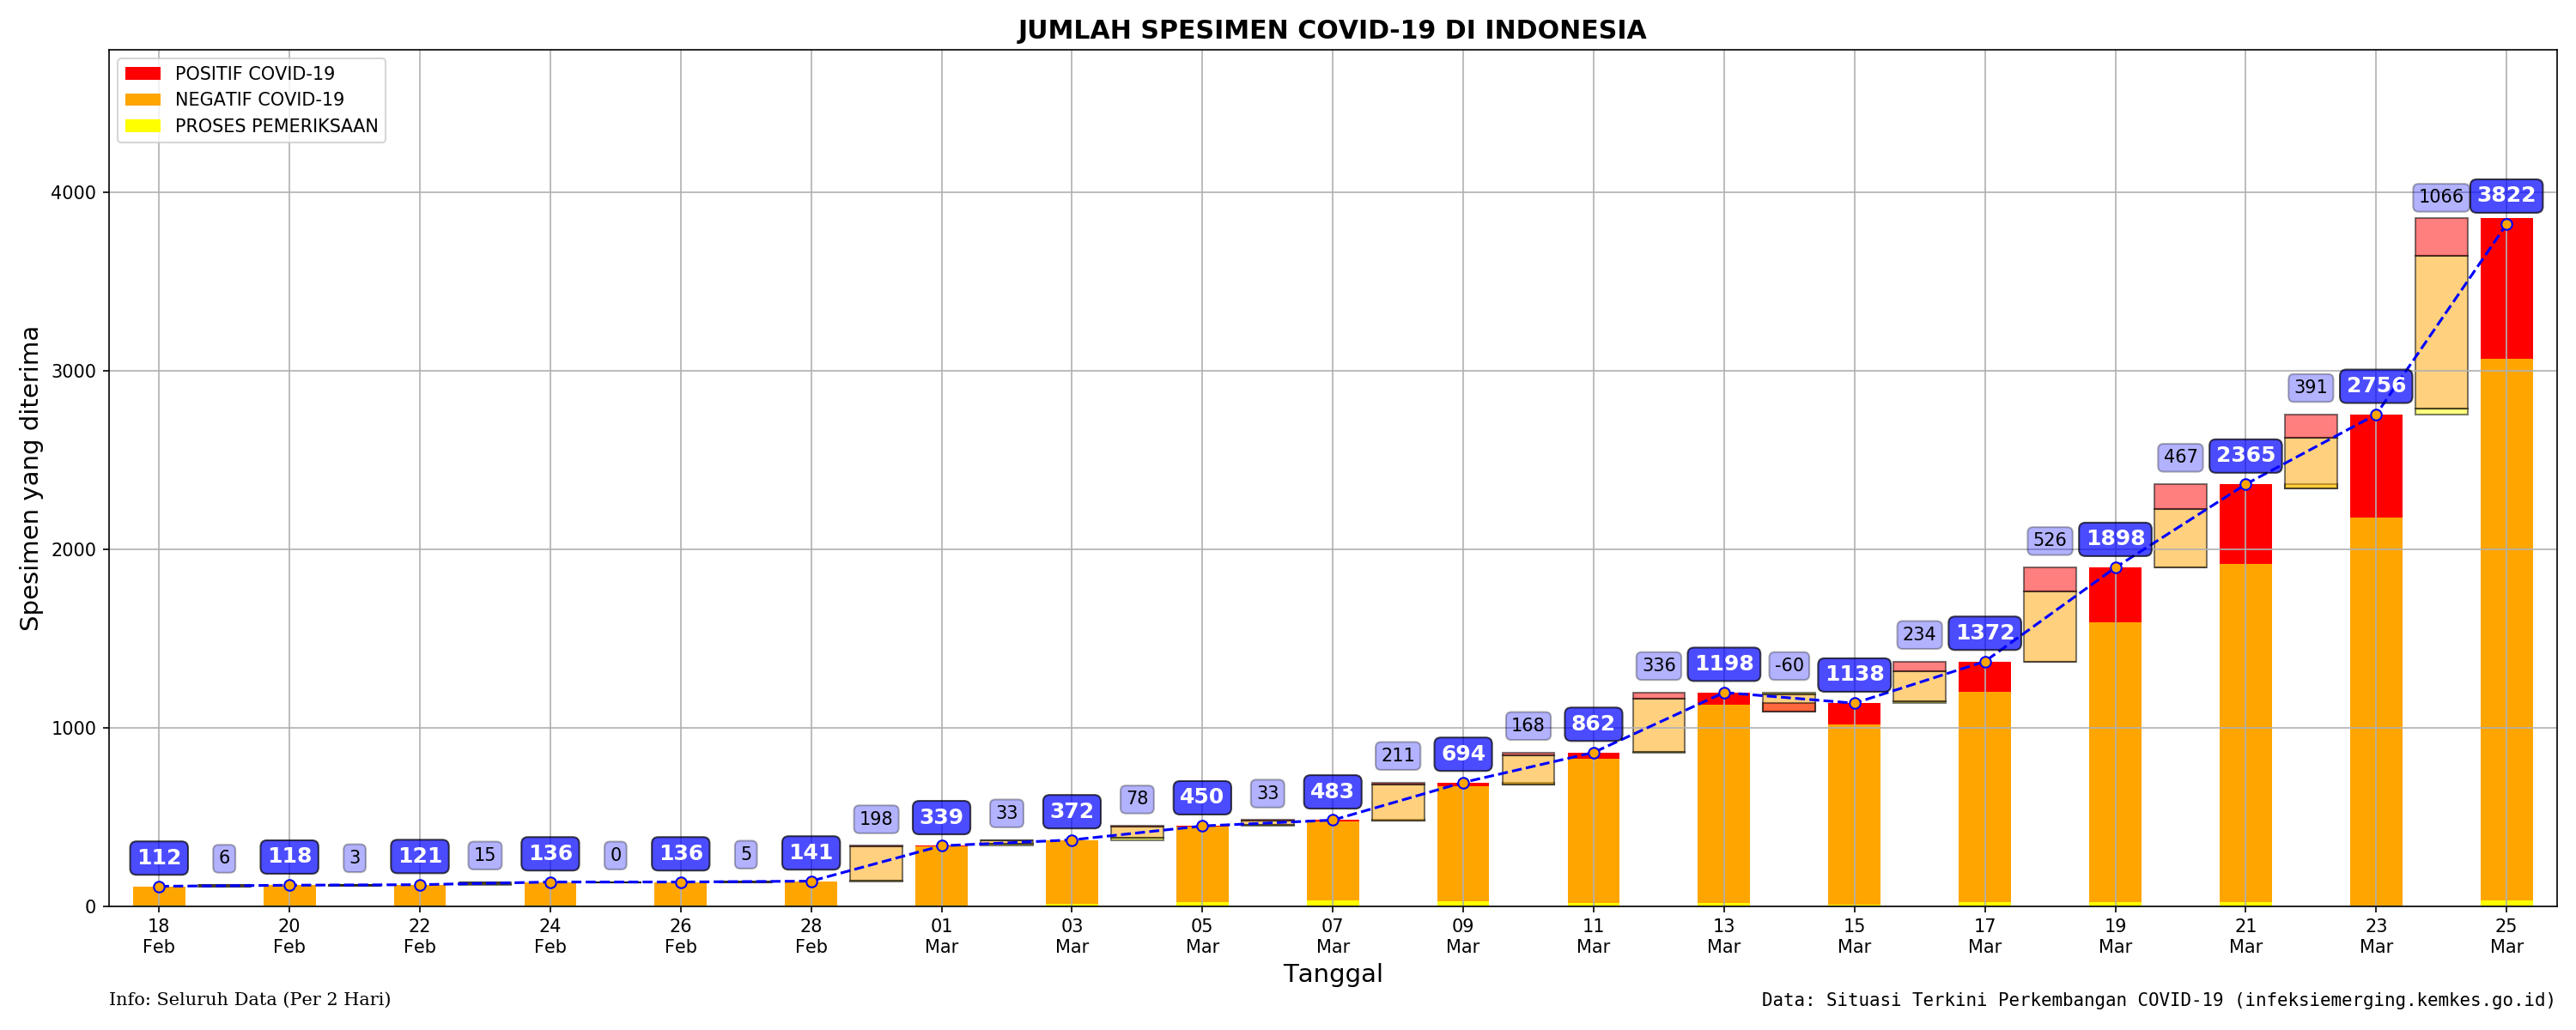 JUMLAH SPESIMEN COVID-19 DI INDONESIA
POSITIF COVID-19
NEGATIF COVID-19
PROSES PEMERIKSAAN
Spesimen yang diterima
4000
3000
2000
1000
0
112
6
118
3
121
15
136
0
136
5
141
198
339
33
372
78
450
33
483
211
694
168
862
336
1198
-60
1138
234
1372
526
1898
467
2365
391
2756
1066
3822
18 Feb
20 Feb
22 Feb
24 Feb
26 Feb
28 Feb
01 Mar
03 Mar
05 Mar
07 Mar
09 Mar
11 Mar
13 Mar
15 Mar
17 Mar
19 Mar
21 Mar
23 Mar
25 Mar
Tanggal
Info: Seluruh Data (Per 2 Hari)
Data: Situasi Terkini Perkembangan COVID-19 (infeksiemerging.kemkes.go.id)